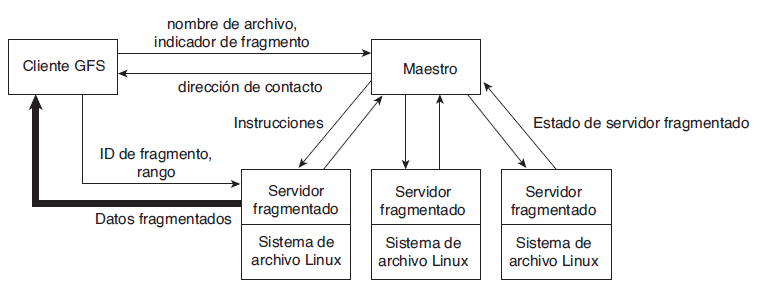 nombre de archivo,
indicador de fragmento
Cliente GFS
Maestro
dirección de contacto
Instrucciones
Estado de servidor fragmentado
ID de fragmento,
rango
Datos fragmentados
Servidor
fragmentado
Sistema de
archivo Linux
Servidor
fragmentado
Sistema de
archivo Linux
Servidor
fragmentado
Sistema de
archivo Linux